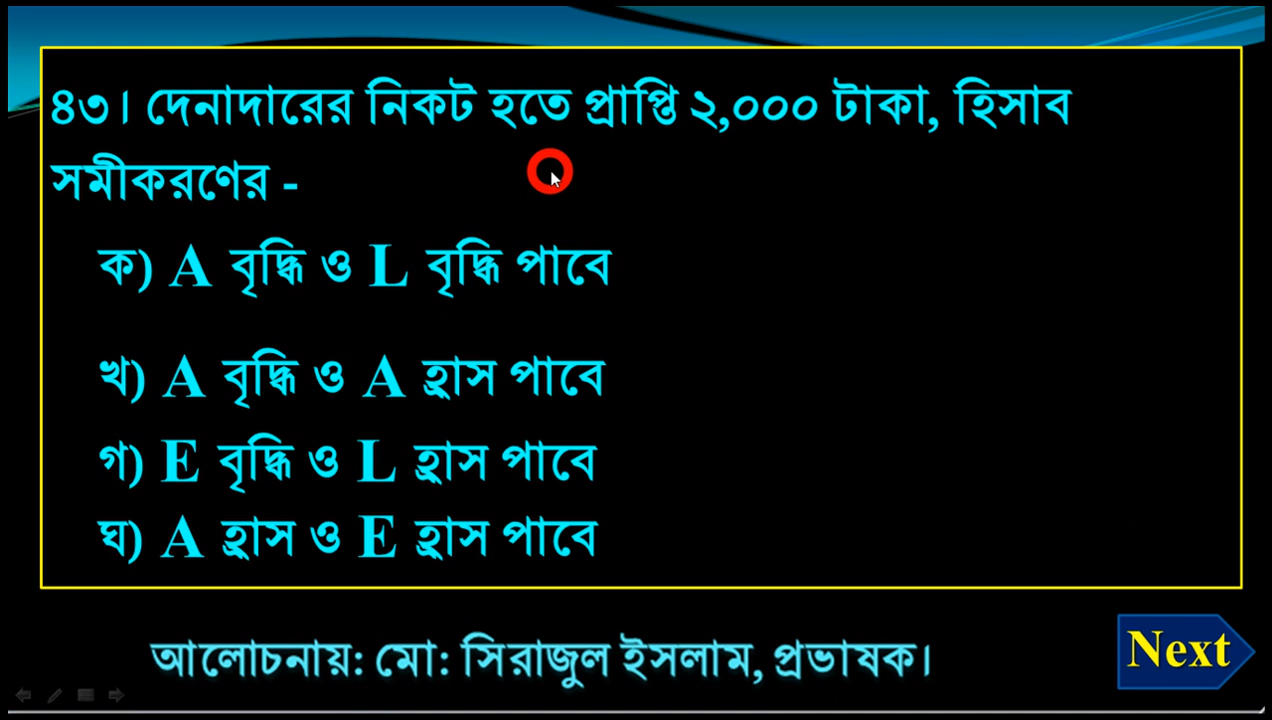 ৪৩। দেনাদারের নিকট হতে প্রাপ্তি ২,০০০ টাকা, হিসাব
সমীকরণের -
ক) A বৃদ্ধি ও L বৃদ্ধি পাবে
খ) A বৃদ্ধি ও A হ্রাস পাবে
গ) E বৃদ্ধি ও L হ্রাস পাবে
ঘ) A হ্রাস ও E হ্রাস পাবে
আলোচনায়: মো: সিরাজুল ইসলাম, প্রভাষক।
Next